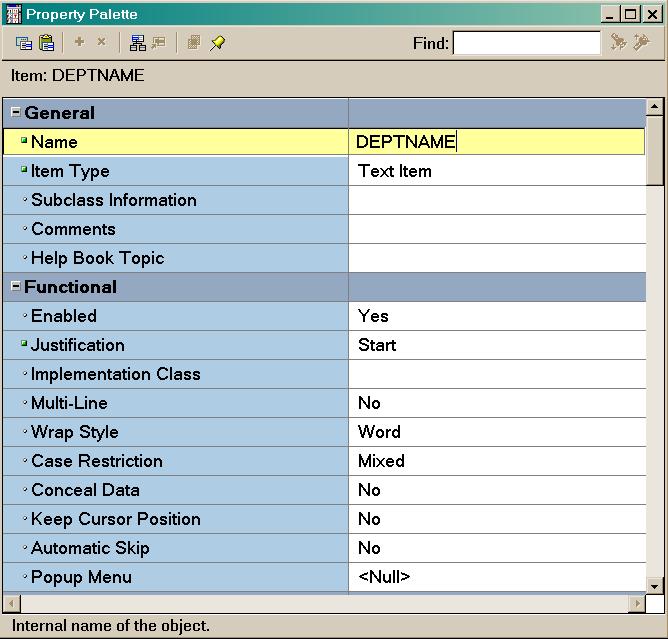 Property Palette
Find:
Item: DEPTNAME
General
Name DEPTNAME
Item Type Text Item
Subclass Information
Comments
Help Book Topic
Functional
Enabled Yes
Justification Start
Implementation Class
Multi-Line No
Wrap Style Word
Case Restriction Mixed
Conceal Data No
Keep Cursor Position No
Automatic Skip No
Popup Menu <Null>
Internal name of the object.